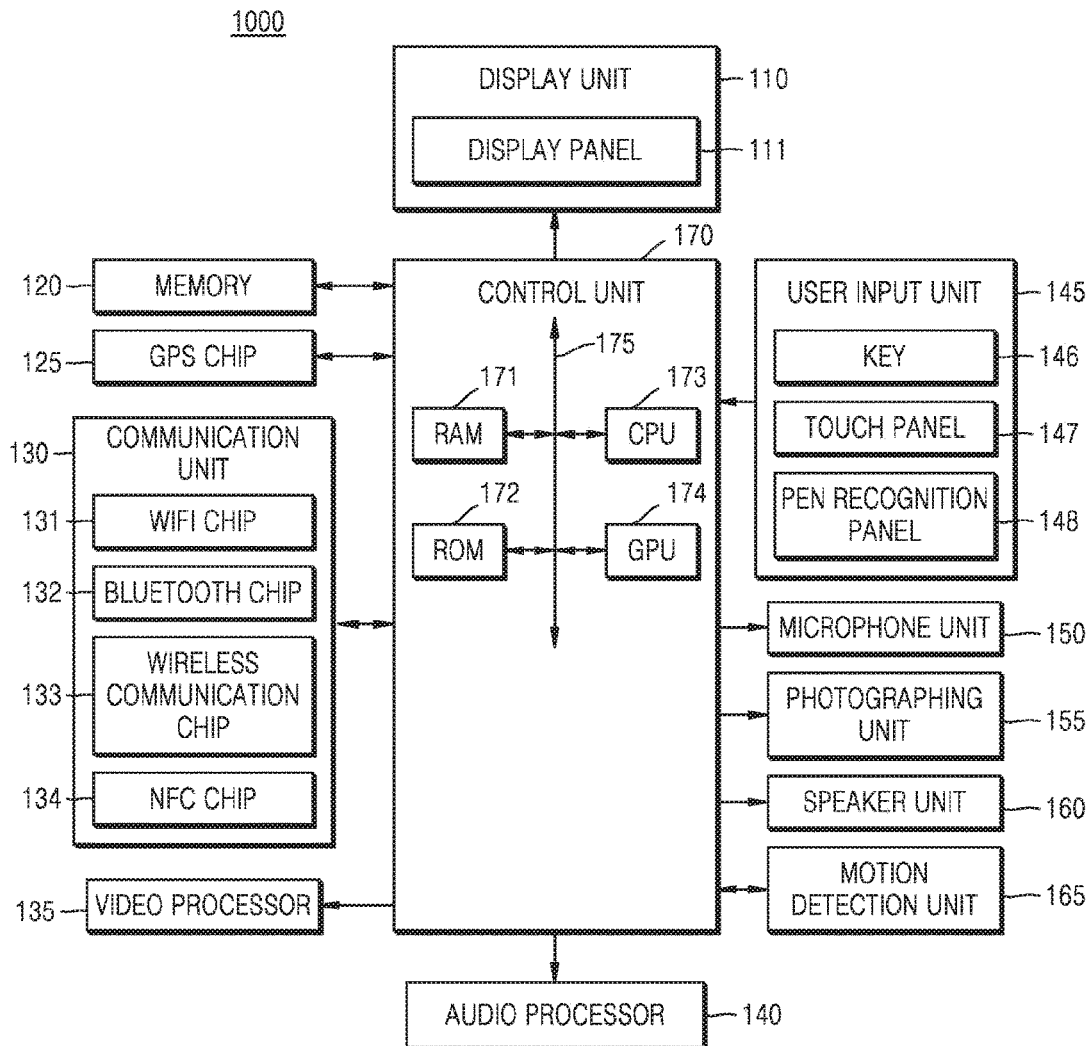 1000
DISPLAY UNIT
110
DISPLAY PANEL
111
170
120
MEMORY
CONTROL UNIT
USER INPUT UNIT
145
125
GPS CHIP
175
KEY
146
171
173
RAM
CPU
TOUCH PANEL
147
130
COMMUNICATION
UNIT
131
WIFI CHIP
172
174
PEN RECOGNITION
PANEL
148
ROM
GPU
132
BLUETOOTH CHIP
MICROPHONE UNIT
150
133
WIRELESS
COMMUNICATION
CHIP
PHOTOGRAPHING
UNIT
155
134
NFC CHIP
SPEAKER UNIT
160
135
VIDEO PROCESSOR
MOTION
DETECTION UNIT
165
AUDIO PROCESSOR
140